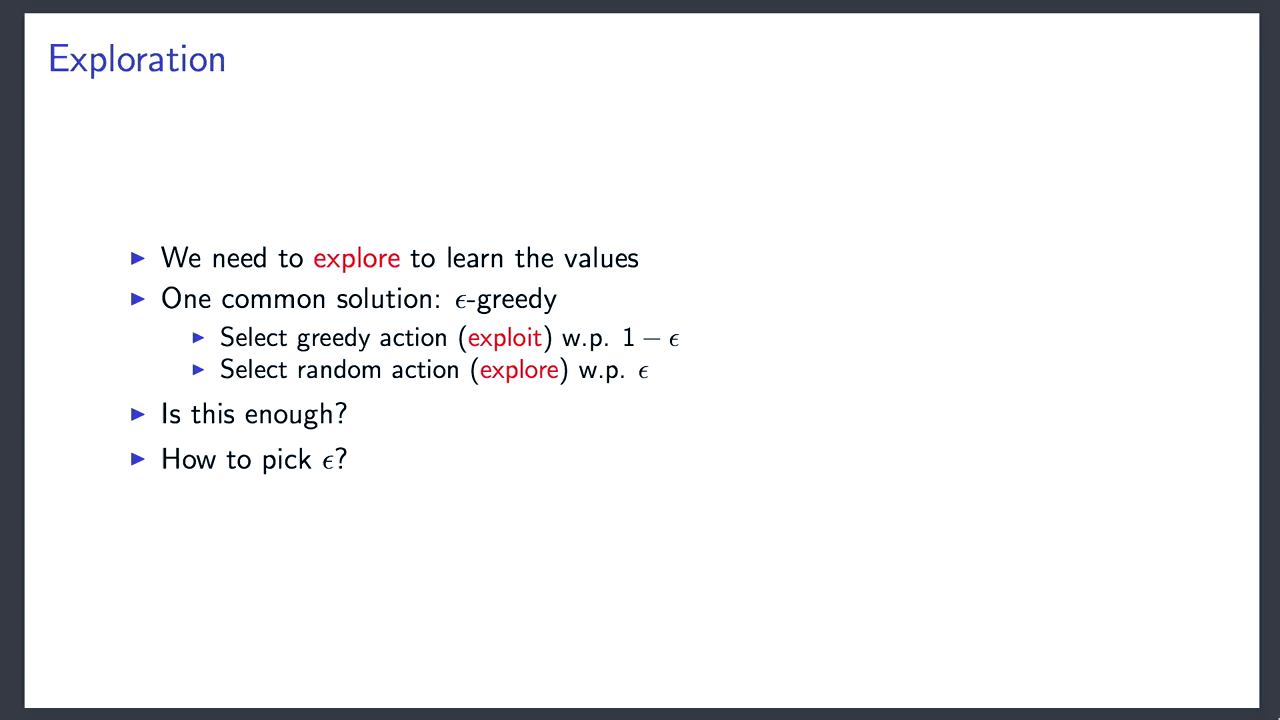 Exploration
▶ We need to explore to learn the values
▶ One common solution: ϵ-greedy
▶ Select greedy action (exploit) w.p. 1 − ϵ
▶ Select random action (explore) w.p. ϵ
▶ Is this enough?
▶ How to pick ϵ?